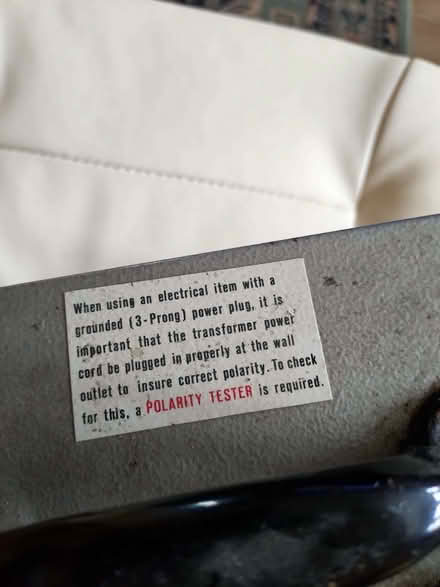 When using an electrical item with a
grounded (3-Prong) power plug, it is
important that the transformer power
cord be plugged in properly at the wall
outlet to insure correct polarity. To check
for this, a POLARITY TESTER is required.